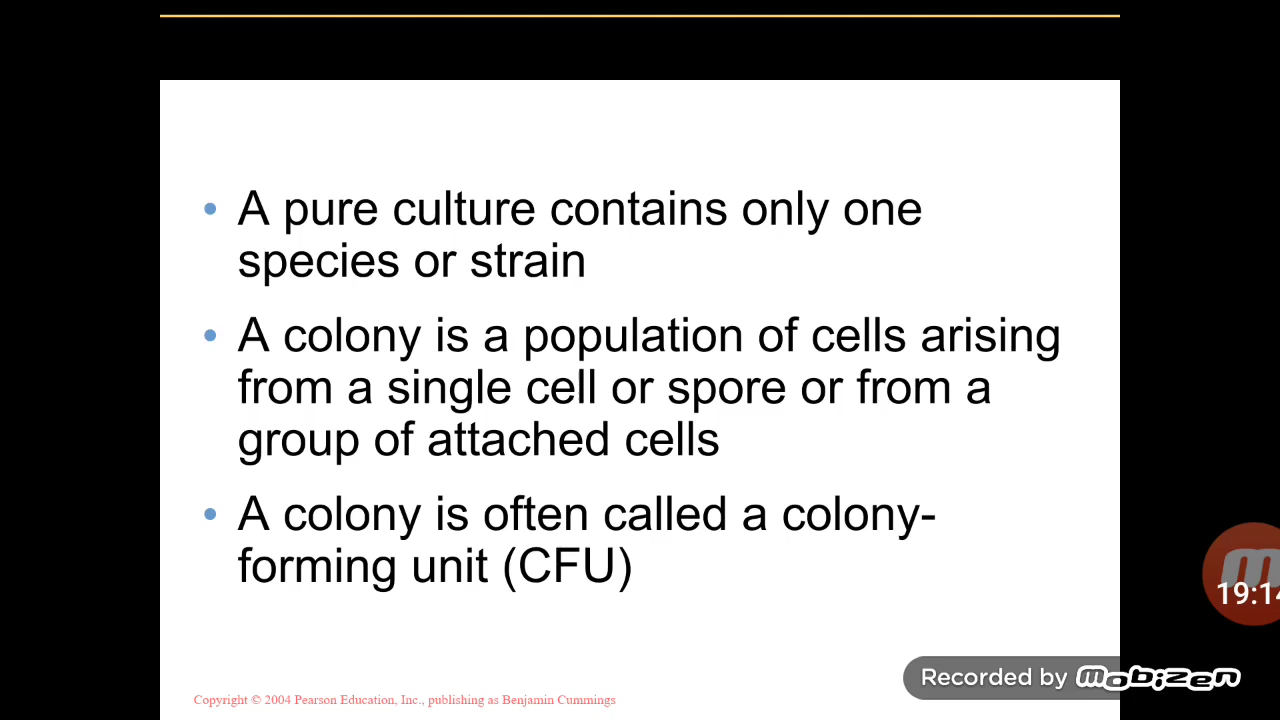 • A pure culture contains only one
species or strain
• A colony is a population of cells arising
from a single cell or spore or from a
group of attached cells
• A colony is often called a colony-
forming unit (CFU)
19:14
Recorded by mobizen
Copyright © 2004 Pearson Education, Inc., publishing as Benjamin Cummings